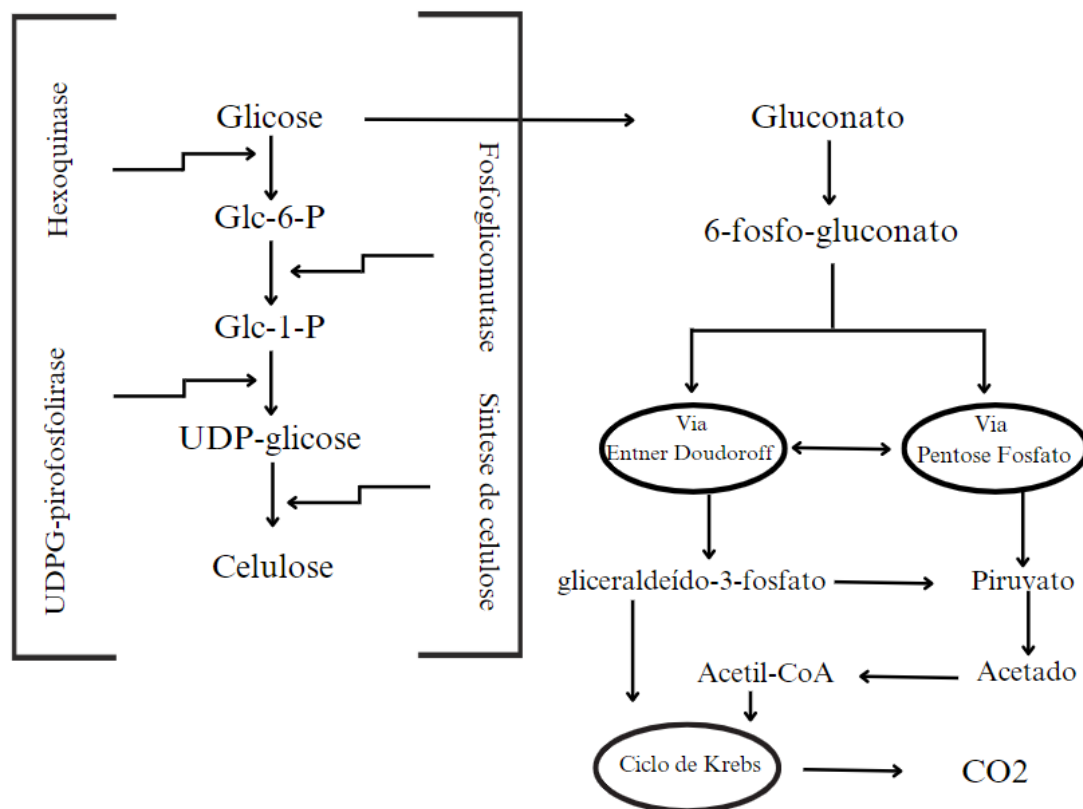 Hexoquinase
UDPG-pirofosfolirase
Glicose
Glc-6-P
Glc-1-P
UDP-glicose
Celulose
Fosfoglicomutase
Sintese de celulose
Gluconato
6-fosfo-gluconato
Via
Entner Doudoroff
Via
Pentose Fosfato
gliceraldeído-3-fosfato
Piruvato
Acetil-CoA
Acetado
Ciclo de Krebs
CO2